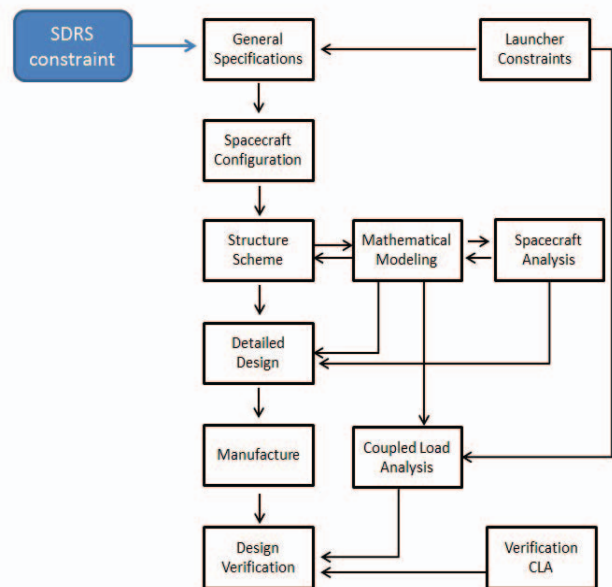 SDRS
constraint
General
Specifications
Launcher
Constraints
Spacecraft
Configuration
Structure
Scheme
Mathematical
Modeling
Spacecraft
Analysis
Detailed
Design
Manufacture
Coupled Load
Analysis
Design
Verification
Verification
CLA